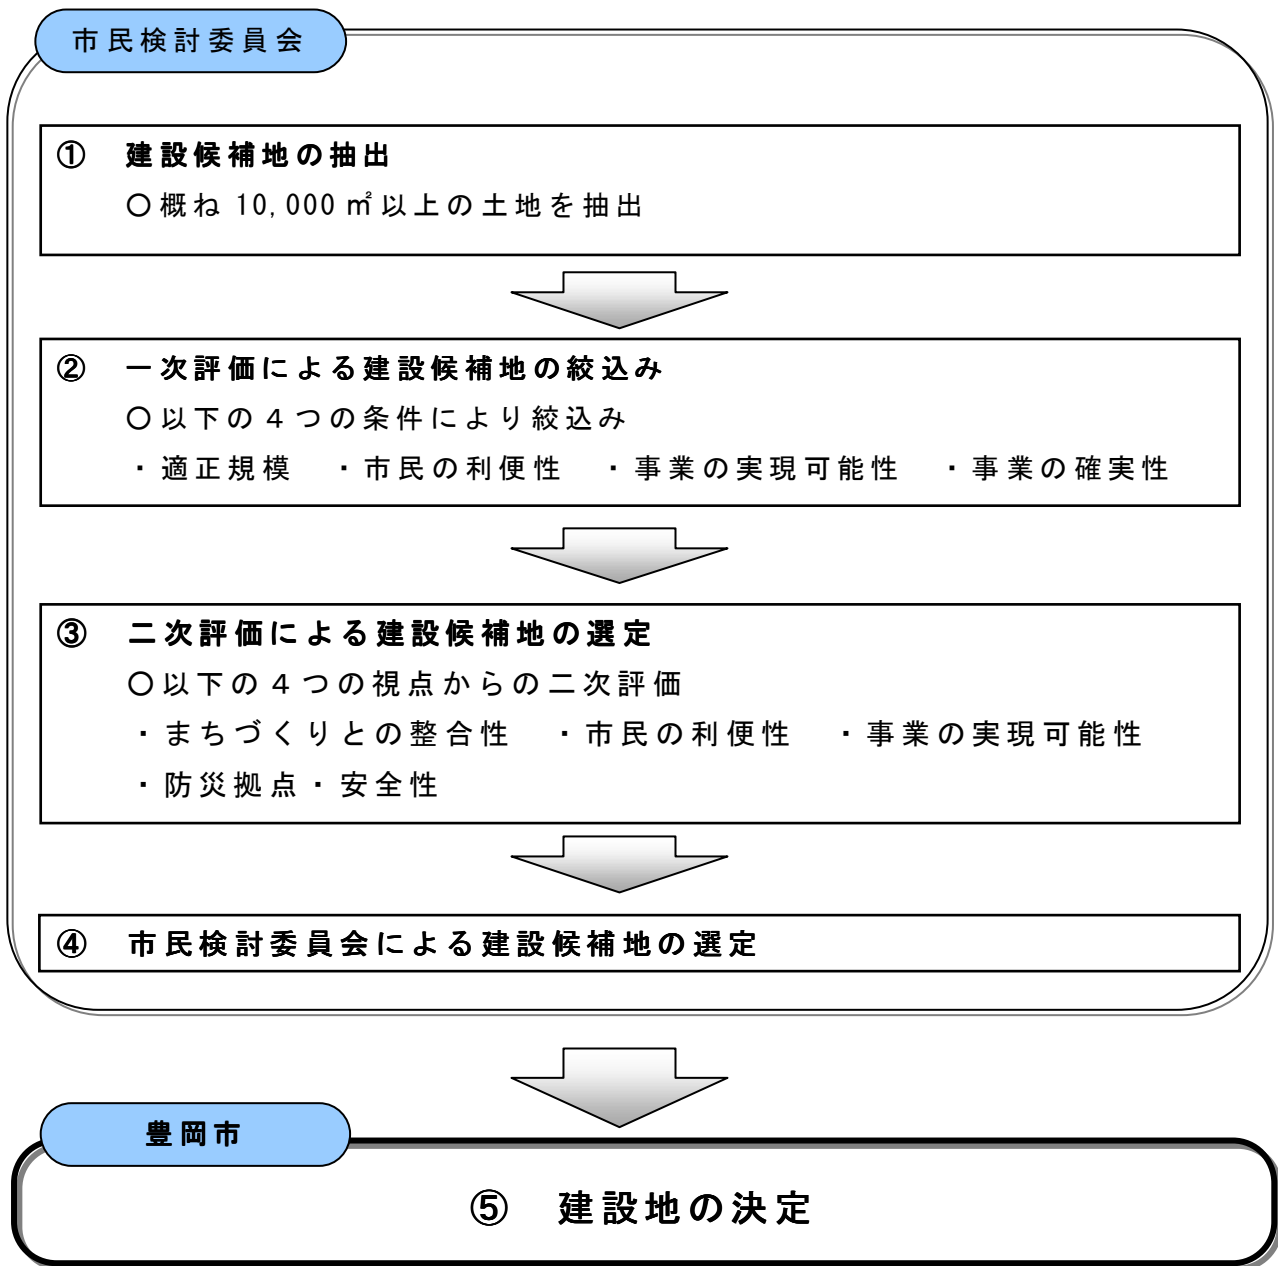 市民検討委員会
① 建設候補地の抽出
○概ね 10,000 ㎡以上の土地を抽出
② 一次評価による建設候補地の絞込み
○以下の４つの条件により絞込み
・適正規模 ・市民の利便性 ・事業の実現可能性 ・事業の確実性
③ 二次評価による建設候補地の選定
○以下の４つの視点からの二次評価
・まちづくりとの整合性 ・市民の利便性 ・事業の実現可能性
・防災拠点・安全性
④ 市民検討委員会による建設候補地の選定
豊岡市
⑤ 建設地の決定